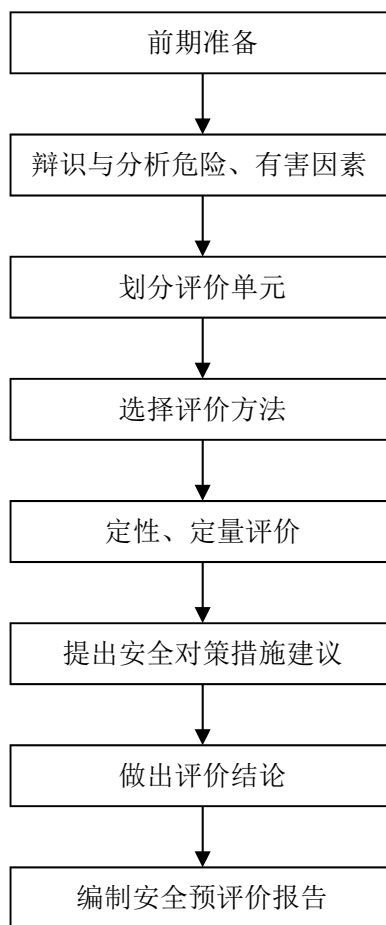 前期准备
辩识与分析危险、有害因素
划分评价单元
选择评价方法
定性、定量评价
提出安全对策措施建议
做出评价结论
编制安全预评价报告